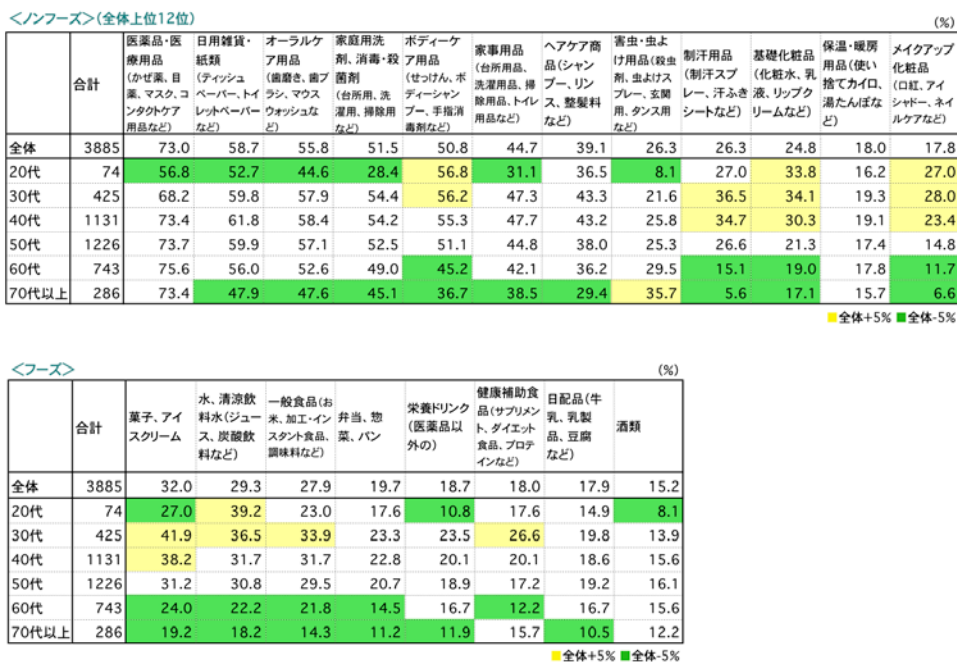 ＜ノンフーズ＞(全体上位12位)
(%)
合計
医薬品・医療用品(かぜ薬、目薬、マスク、コンタクトケア用品など)
日用雑貨・紙類(ティッシュペーパー、トイレットペーパーなど)
オーラルケア用品(歯磨き、歯ブラシ、マウスウォッシュなど)
家庭用洗剤、消毒・殺菌剤(台所用、洗濯用、掃除用など)
ボディーケア用品(せっけん、ボディーシャンプー、手指消毒剤など)
家事用品(台所用品、洗濯用品、掃除用品、トイレ用品など)
ヘアケア商品(シャンプー、リンス、整髪料など)
害虫・虫よけ用品(殺虫剤、虫よけスプレー、玄関用、タンス用など)
制汗用品(制汗スプレー、汗ふきシートなど)
基礎化粧品(化粧水、乳液、リップクリームなど)
保温・暖房用品(使い捨てカイロ、湯たんぽなど)
メイクアップ化粧品(口紅、アイシャドー、ネイルケアなど)
全体 3885 73.0 58.7 55.8 51.5 50.8 44.7 39.1 26.3 26.3 24.8 18.0 17.8
20代 74 56.8 52.7 44.6 28.4 56.8 31.1 36.5 8.1 27.0 33.8 16.2 27.0
30代 425 68.2 59.8 57.9 54.4 56.2 47.3 43.3 21.6 36.5 34.1 19.3 28.0
40代 1131 73.4 61.8 58.4 54.2 55.3 47.7 43.2 25.8 34.7 30.3 19.1 23.4
50代 1226 73.7 59.9 57.1 52.5 51.1 44.8 38.0 25.3 26.6 21.3 17.4 14.8
60代 743 75.6 56.0 52.6 49.0 45.2 42.1 36.2 29.5 15.1 19.0 17.8 11.7
70代以上 286 73.4 47.9 47.6 45.1 36.7 38.5 29.4 35.7 5.6 17.1 15.7 6.6
全体+5% 全体-5%
＜フーズ＞
(%)
合計
菓子、アイスクリーム
水、清涼飲料水(ジュース、炭酸飲料など)
一般食品(お米、加工・インスタント食品、調味料など)
弁当、惣菜、パン
栄養ドリンク(医薬品以外の)
健康補助食品(サプリメント、ダイエット食品、プロテインなど)
日配品(牛乳、乳製品、豆腐など)
酒類
全体 3885 32.0 29.3 27.9 19.7 18.7 18.0 17.9 15.2
20代 74 27.0 39.2 23.0 17.6 10.8 17.6 14.9 8.1
30代 425 41.9 36.5 33.9 23.3 23.5 26.6 19.8 13.9
40代 1131 38.2 31.7 31.7 22.8 20.1 20.1 18.6 15.6
50代 1226 31.2 30.8 29.5 20.7 18.9 17.2 19.2 16.1
60代 743 24.0 22.2 21.8 14.5 16.7 12.2 16.7 15.6
70代以上 286 19.2 18.2 14.3 11.2 11.9 15.7 10.5 12.2
全体+5% 全体-5%